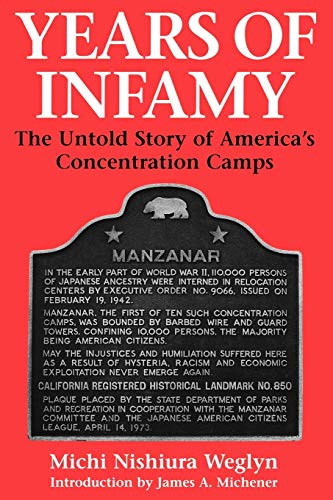 YEARS OF
INFAMY
The Untold Story of America's
Concentration Camps
MANZANAR
IN THE EARLY PART OF WORLD WAR II, 110,000 PERSONS
OF JAPANESE ANCESTRY WERE INTERNED IN RELOCATION
CENTERS BY EXECUTIVE ORDER NO. 9066, ISSUED ON
FEBRUARY 19, 1942.
MANZANAR, THE FIRST OF TEN SUCH CONCENTRATION
CAMPS, WAS BOUNDED BY BARBED WIRE AND GUARD
TOWERS, CONFINING 10,000 PERSONS, THE MAJORITY
BEING AMERICAN CITIZENS.
MAY THE INJUSTICES AND HUMILIATION SUFFERED HERE
AS A RESULT OF HYSTERIA, RACISM AND ECONOMIC
EXPLOITATION NEVER EMERGE AGAIN.
CALIFORNIA REGISTERED HISTORICAL LANDMARK NO. 850
PLAQUE PLACED BY THE STATE DEPARTMENT OF PARKS
AND RECREATION IN COOPERATION WITH THE MANZANAR
COMMITTEE AND THE JAPANESE AMERICAN CITIZENS
LEAGUE, APRIL 14, 1973.
Michi Nishiura Weglyn
Introduction by James A. Michener